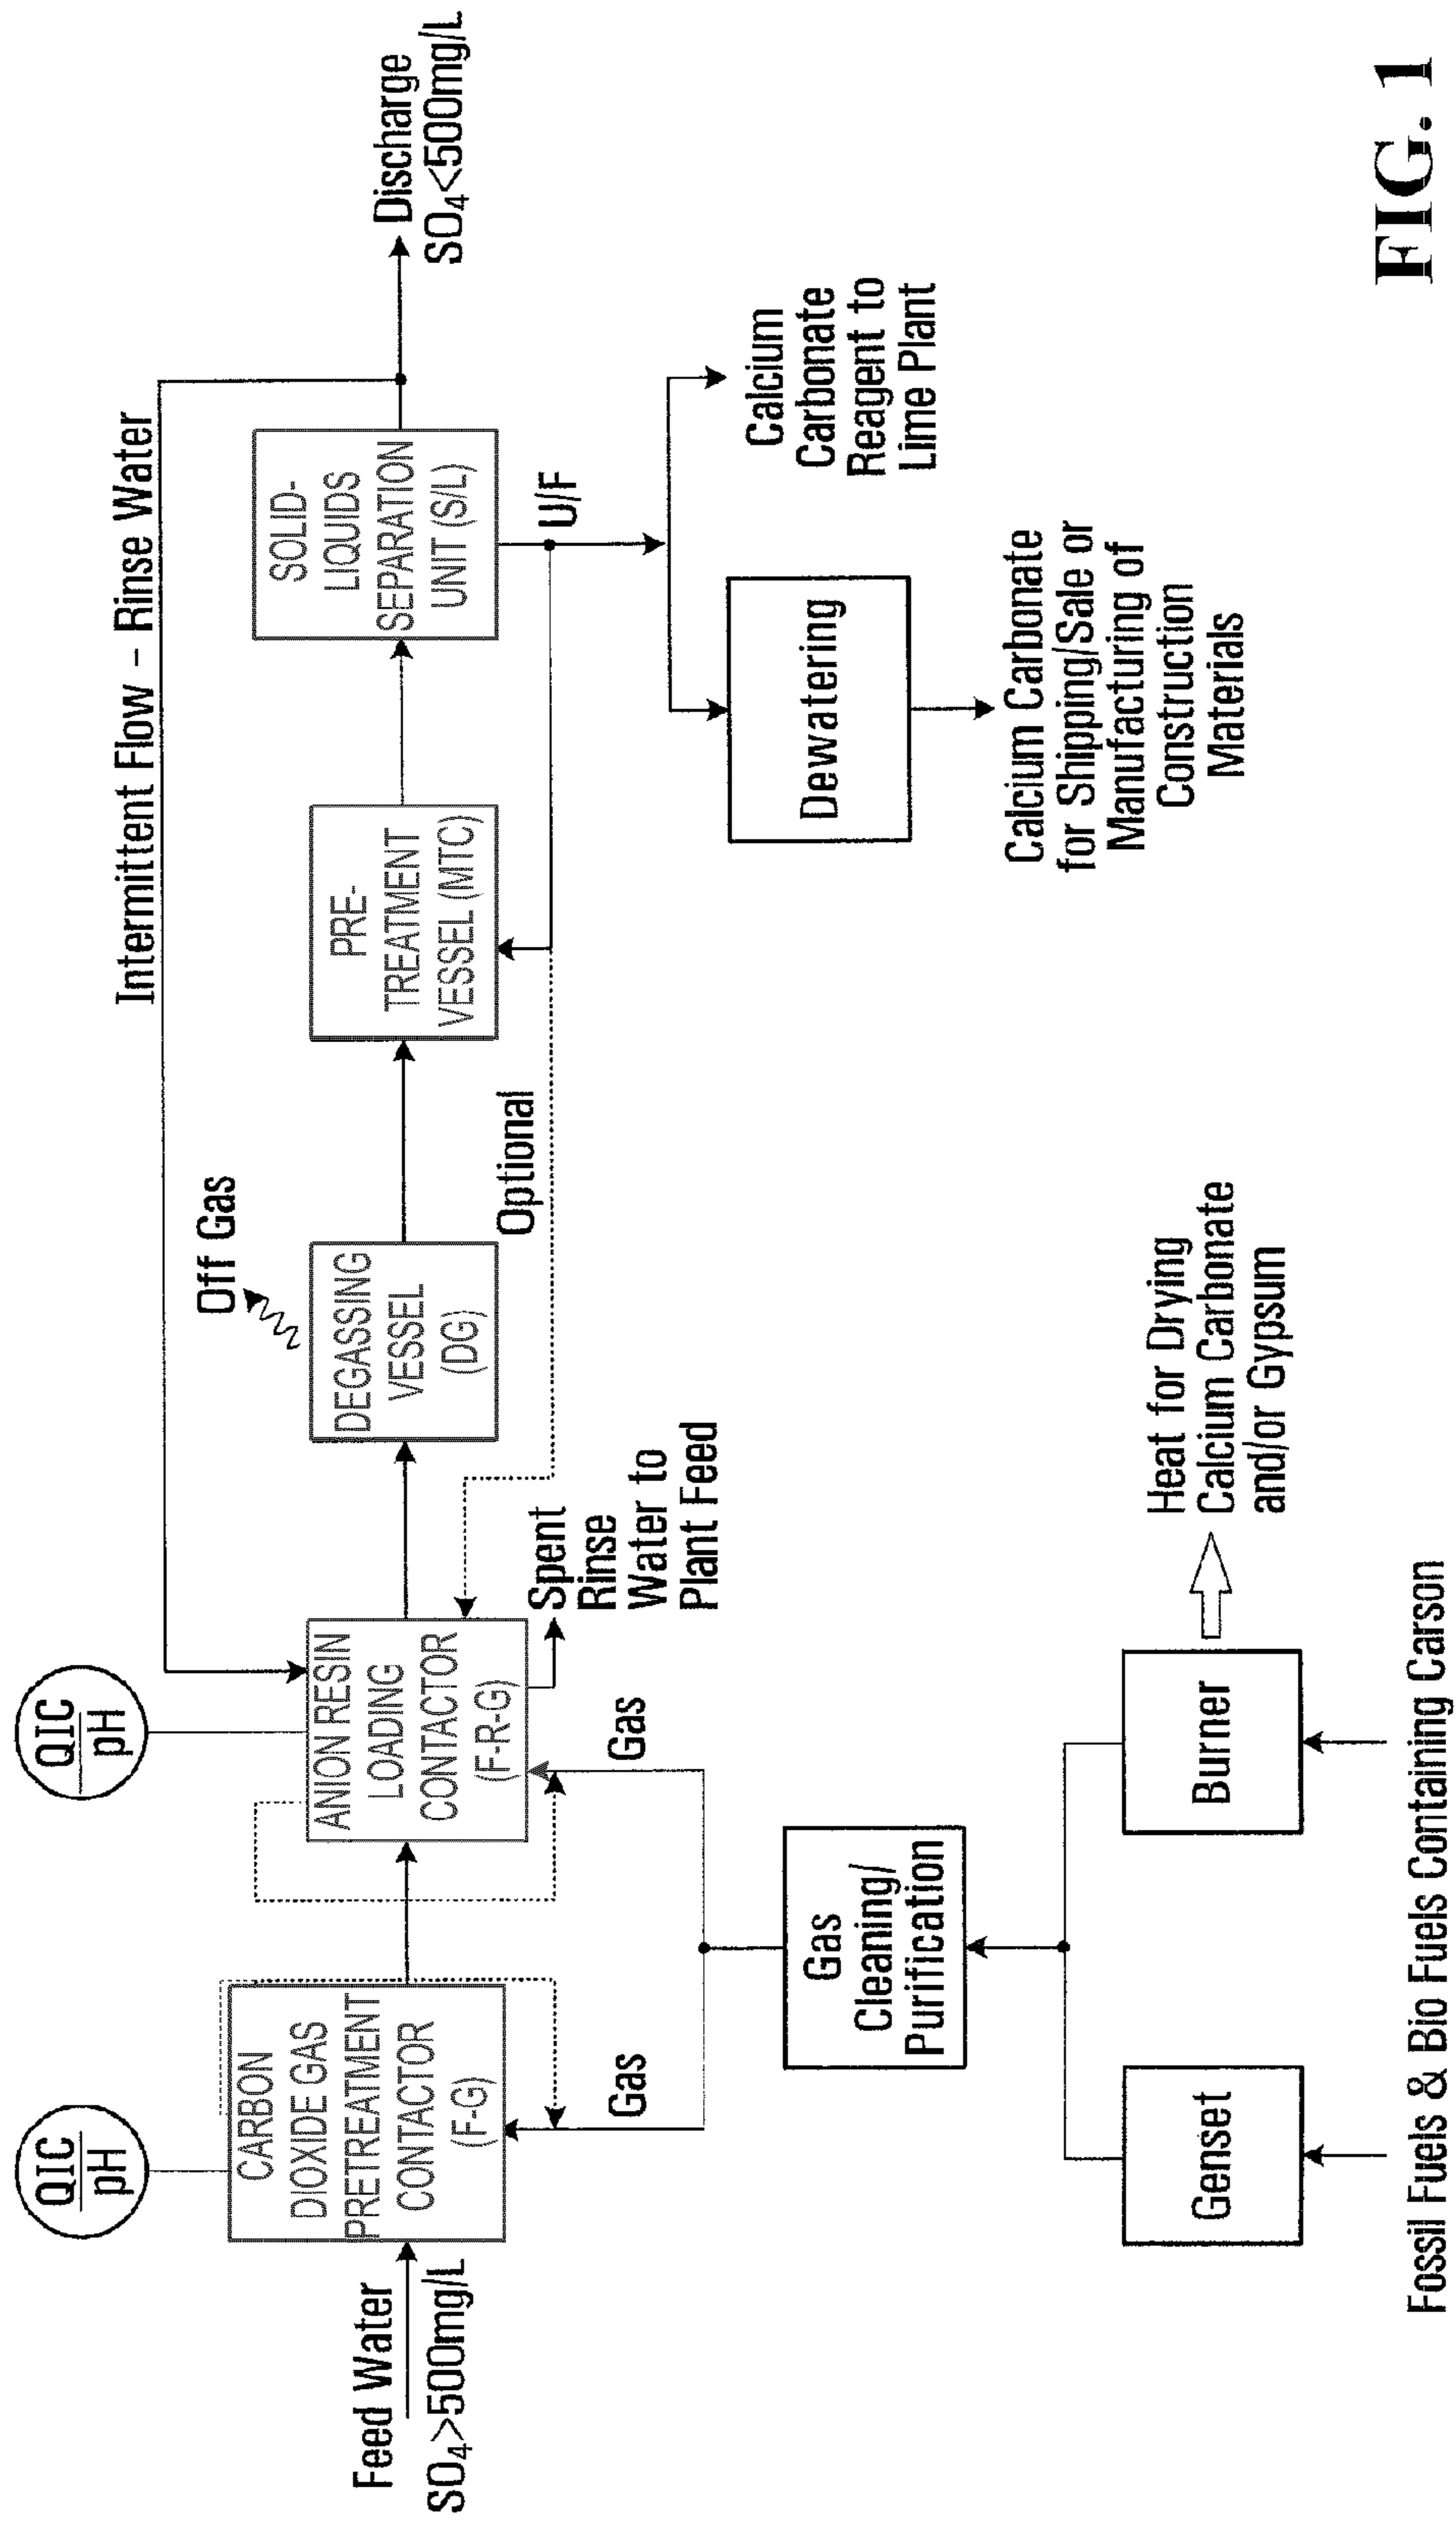 Intermittent Flow – Rinse Water
QIC
pH
QIC
pH
Off Gas
Feed Water
SO₄>500mg/L
CARBON
DIOXIDE GAS
PRETREATMENT
CONTACTOR
(F-G)
ANION RESIN
LOADING
CONTACTOR
(F-R-G)
DEGASSING
VESSEL
(DG)
PRE-
TREATMENT
VESSEL (MTC)
SOLID-
LIQUIDS
SEPARATION
UNIT (S/L)
Discharge
SO₄<500mg/L
Optional
U/F
Spent
Rinse
Water to
Plant Feed
Gas
Gas
Gas
Cleaning/
Purification
Dewatering
Calcium
Carbonate
Reagent to
Lime Plant
Calcium Carbonate
for Shipping/Sale or
Manufacturing of
Construction
Materials
Genset
Burner
Heat for Drying
Calcium Carbonate
and/or Gypsum
Fossil Fuels & Bio Fuels Containing Carson
FIG. 1